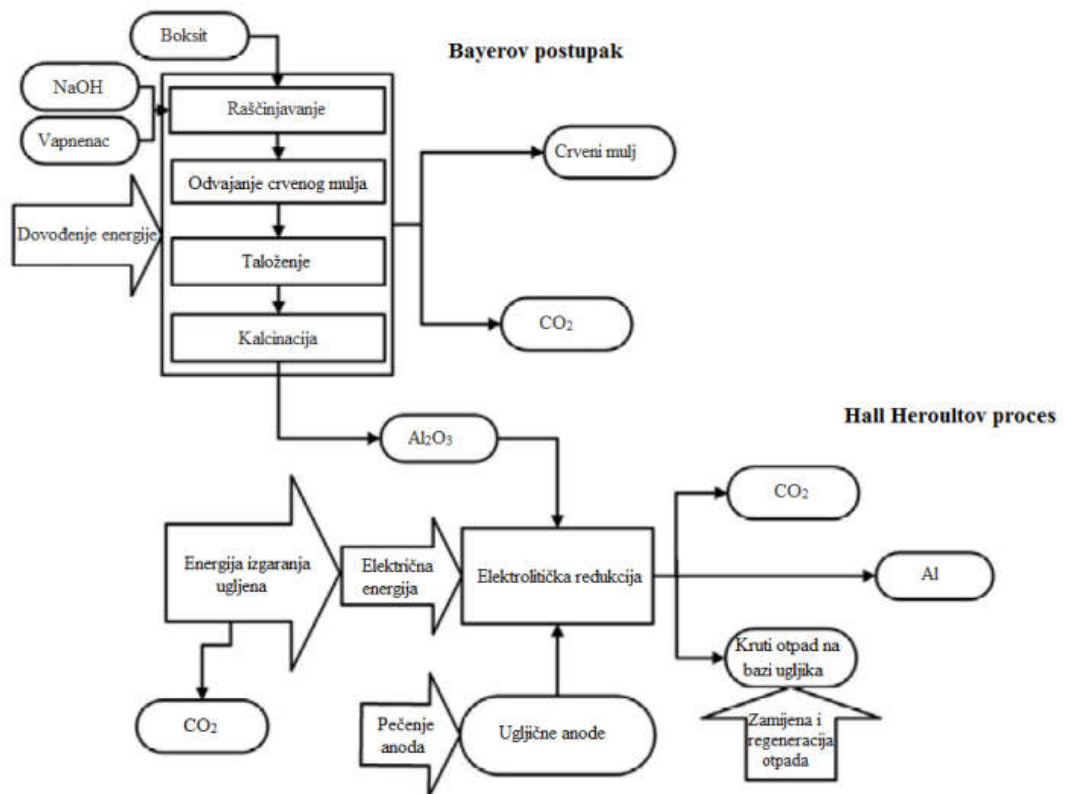 Boksit
Bayerov postupak
NaOH
Vapnenac
Raščinjavanje
Crveni mulj
Odvajanje crvenog mulja
Dovođenje energije
Taloženje
CO₂
Kalcinacija
Hall Heroultov proces
Al₂O₃
CO₂
Energija izgaranja
ugljena
Električna
energija
Elektrolitička redukcija
Al
Kruti otpad na
bazi ugljika
CO₂
Pečenje
anoda
Ugljične anode
Zamijena i
regeneracija
otpada